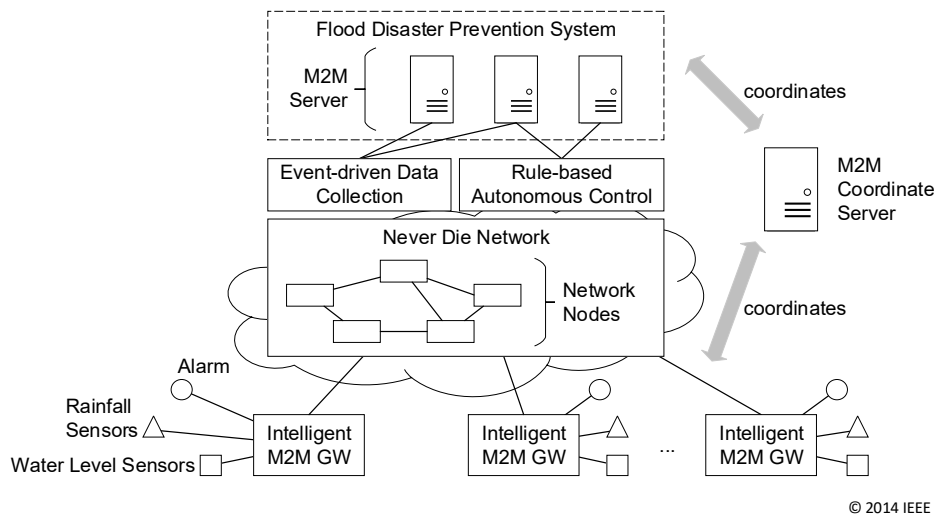 Flood Disaster Prevention System
M2M
Server
coordinates
Event-driven Data
Collection
Rule-based
Autonomous Control
M2M
Coordinate
Server
Never Die Network
Network
Nodes
coordinates
Alarm
Rainfall
Sensors
Water Level Sensors
Intelligent
M2M GW
Intelligent
M2M GW
...
Intelligent
M2M GW
© 2014 IEEE